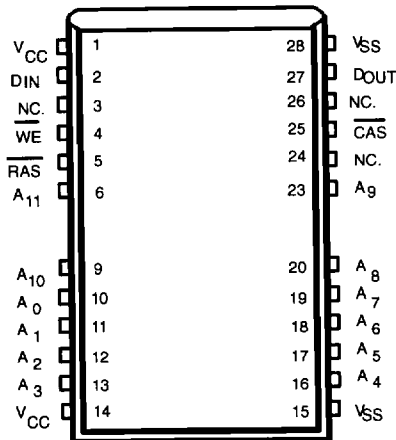 VCC 1 28 VSS
DIN 2 27 DOUT
NC. 3 26 NC.
WE 4 25 CAS
RAS 5 24 NC.
A11 6 23 A9
A10 9 20 A8
A0 10 19 A7
A1 11 18 A6
A2 12 17 A5
A3 13 16 A4
VCC 14 15 VSS